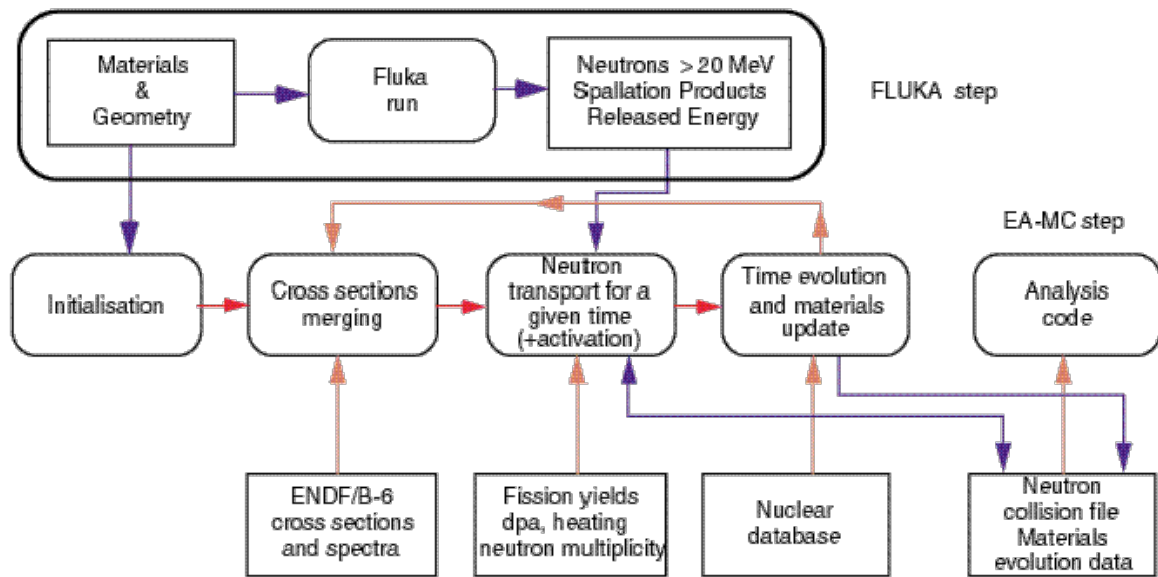 Materials
&
Geometry
Fluka
run
Neutrons > 20 MeV
Spallation Products
Released Energy
FLUKA step
EA-MC step
Initialisation
Cross sections
merging
Neutron
transport for a
given time
(+activation)
Time evolution
and materials
update
Analysis
code
ENDF/B-6
cross sections
and spectra
Fission yields
dpa, heating
neutron multiplicity
Nuclear
database
Neutron
collision file
Materials
evolution data